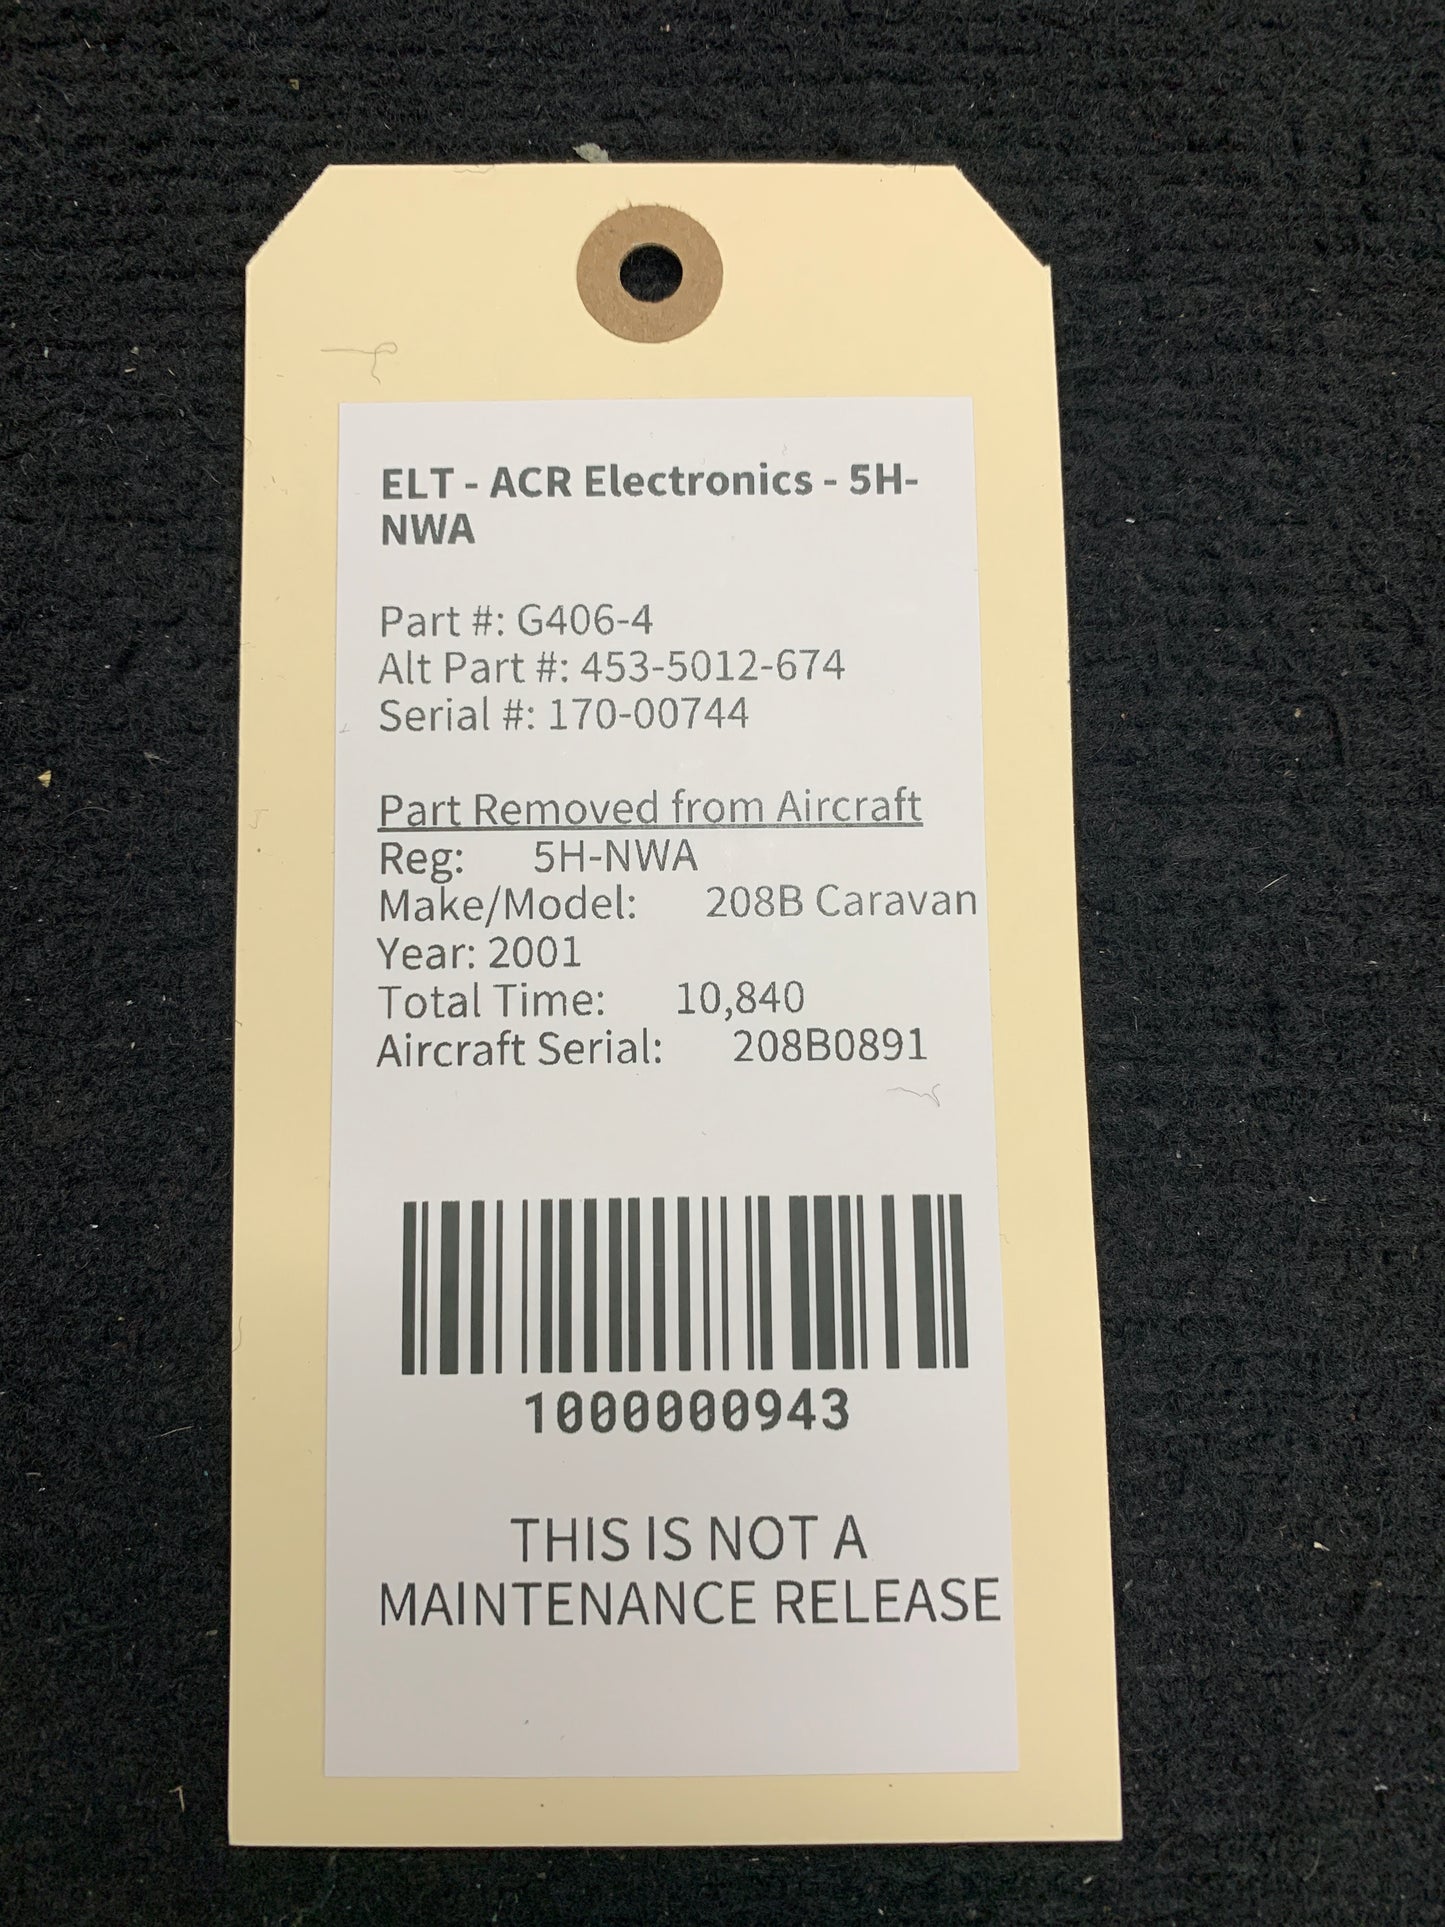 ELT - ACR Electronics - 5H-
NWA
Part #: G406-4
Alt Part #: 453-5012-674
Serial #: 170-00744
Part Removed from Aircraft
Reg: 5H-NWA
Make/Model: 208B Caravan
Year: 2001
Total Time: 10,840
Aircraft Serial: 208B0891
1000000943
THIS IS NOT A
MAINTENANCE RELEASE